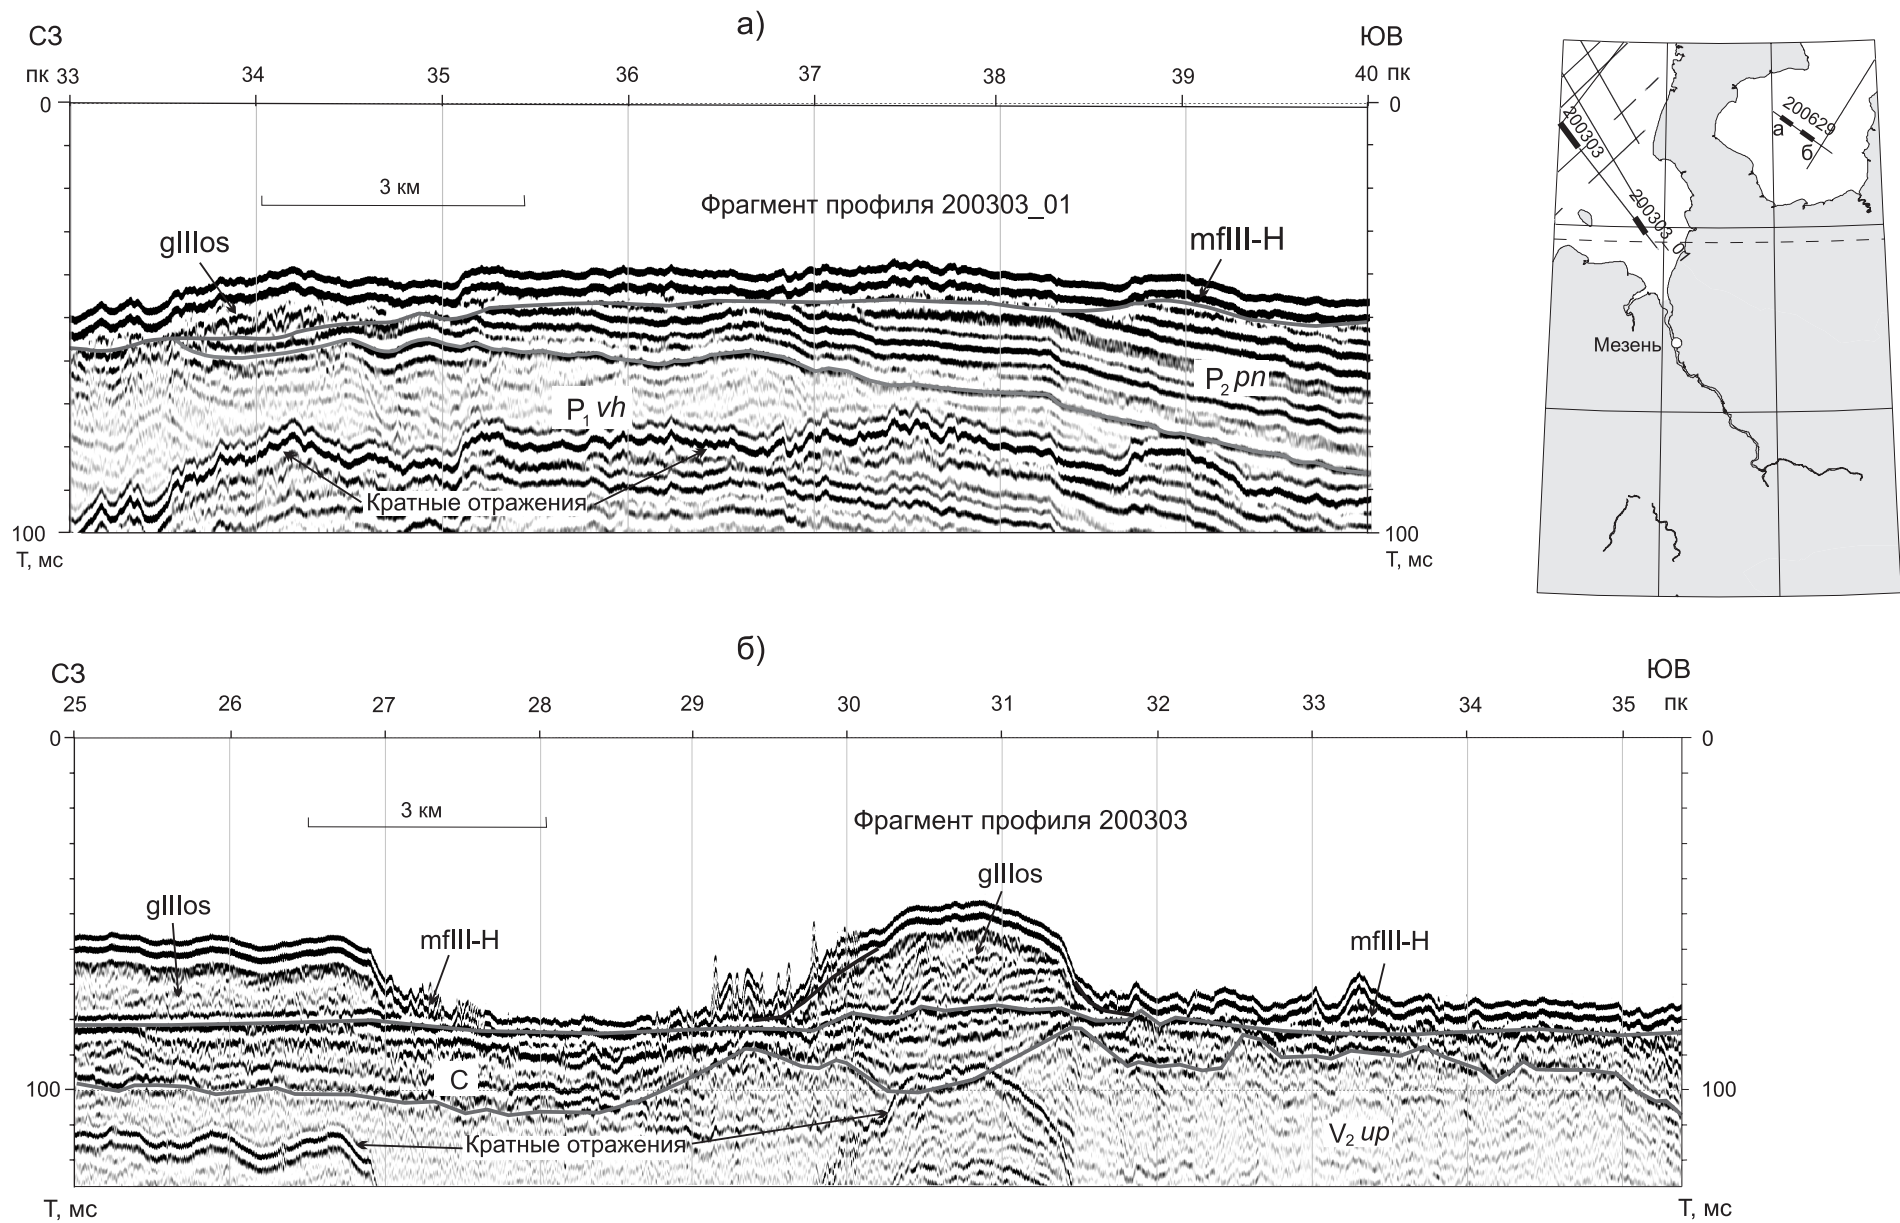 а)
СЗ
ЮВ
пк 33 34 35 36 37 38 39 40 пк
0
0
3 км
Фрагмент профиля 200303_01
gIIIos
mfIII-H
P₂ pn
P₁ vh
Кратные отражения
100
100
Т, мс
Т, мс
200629
а
б
200303
200303_0
Мезень
б)
СЗ
ЮВ
25 26 27 28 29 30 31 32 33 34 35 пк
0
0
3 км
Фрагмент профиля 200303
gIIIos
gIIIos
mfIII-H
mfIII-H
С
100
100
V₂ up
Кратные отражения
Т, мс
Т, мс